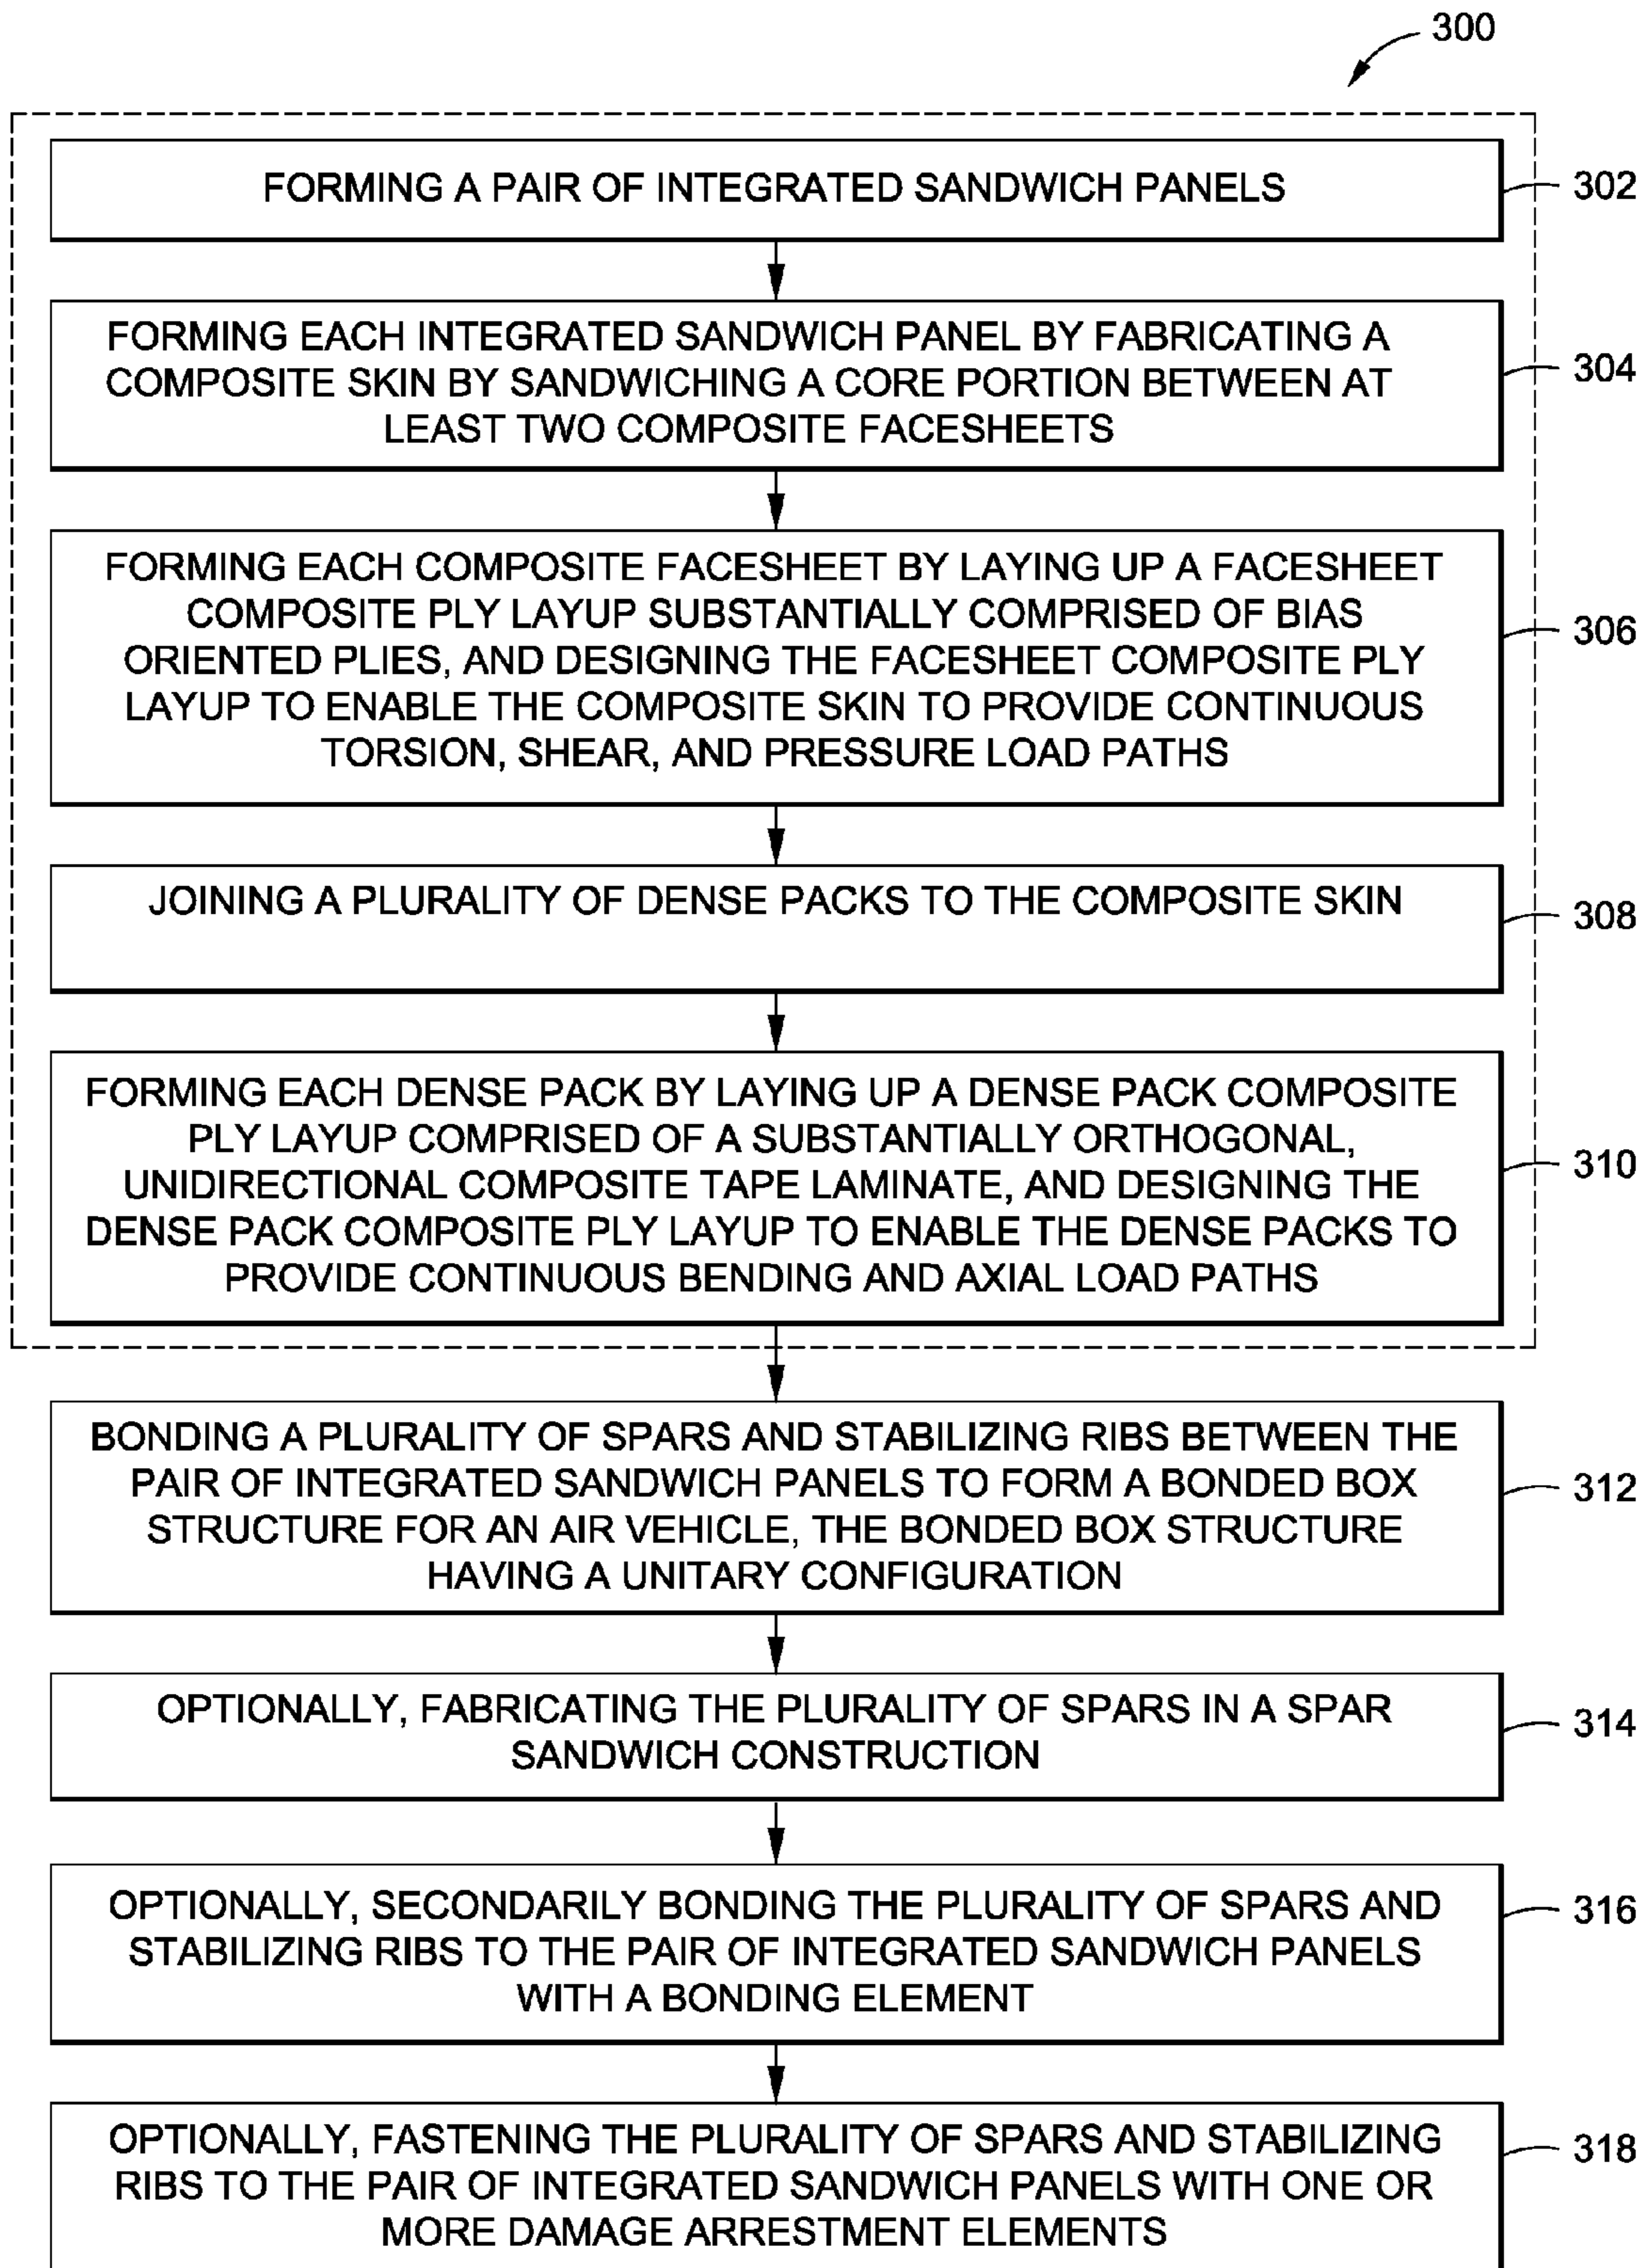 300
FORMING A PAIR OF INTEGRATED SANDWICH PANELS
302
FORMING EACH INTEGRATED SANDWICH PANEL BY FABRICATING A
COMPOSITE SKIN BY SANDWICHING A CORE PORTION BETWEEN AT
LEAST TWO COMPOSITE FACESHEETS
304
FORMING EACH COMPOSITE FACESHEET BY LAYING UP A FACESHEET
COMPOSITE PLY LAYUP SUBSTANTIALLY COMPRISED OF BIAS
ORIENTED PLIES, AND DESIGNING THE FACESHEET COMPOSITE PLY
LAYUP TO ENABLE THE COMPOSITE SKIN TO PROVIDE CONTINUOUS
TORSION, SHEAR, AND PRESSURE LOAD PATHS
306
JOINING A PLURALITY OF DENSE PACKS TO THE COMPOSITE SKIN
308
FORMING EACH DENSE PACK BY LAYING UP A DENSE PACK COMPOSITE
PLY LAYUP COMPRISED OF A SUBSTANTIALLY ORTHOGONAL,
UNIDIRECTIONAL COMPOSITE TAPE LAMINATE, AND DESIGNING THE
DENSE PACK COMPOSITE PLY LAYUP TO ENABLE THE DENSE PACKS TO
PROVIDE CONTINUOUS BENDING AND AXIAL LOAD PATHS
310
BONDING A PLURALITY OF SPARS AND STABILIZING RIBS BETWEEN THE
PAIR OF INTEGRATED SANDWICH PANELS TO FORM A BONDED BOX
STRUCTURE FOR AN AIR VEHICLE, THE BONDED BOX STRUCTURE
HAVING A UNITARY CONFIGURATION
312
OPTIONALLY, FABRICATING THE PLURALITY OF SPARS IN A SPAR
SANDWICH CONSTRUCTION
314
OPTIONALLY, SECONDARILY BONDING THE PLURALITY OF SPARS AND
STABILIZING RIBS TO THE PAIR OF INTEGRATED SANDWICH PANELS
WITH A BONDING ELEMENT
316
OPTIONALLY, FASTENING THE PLURALITY OF SPARS AND STABILIZING
RIBS TO THE PAIR OF INTEGRATED SANDWICH PANELS WITH ONE OR
MORE DAMAGE ARRESTMENT ELEMENTS
318